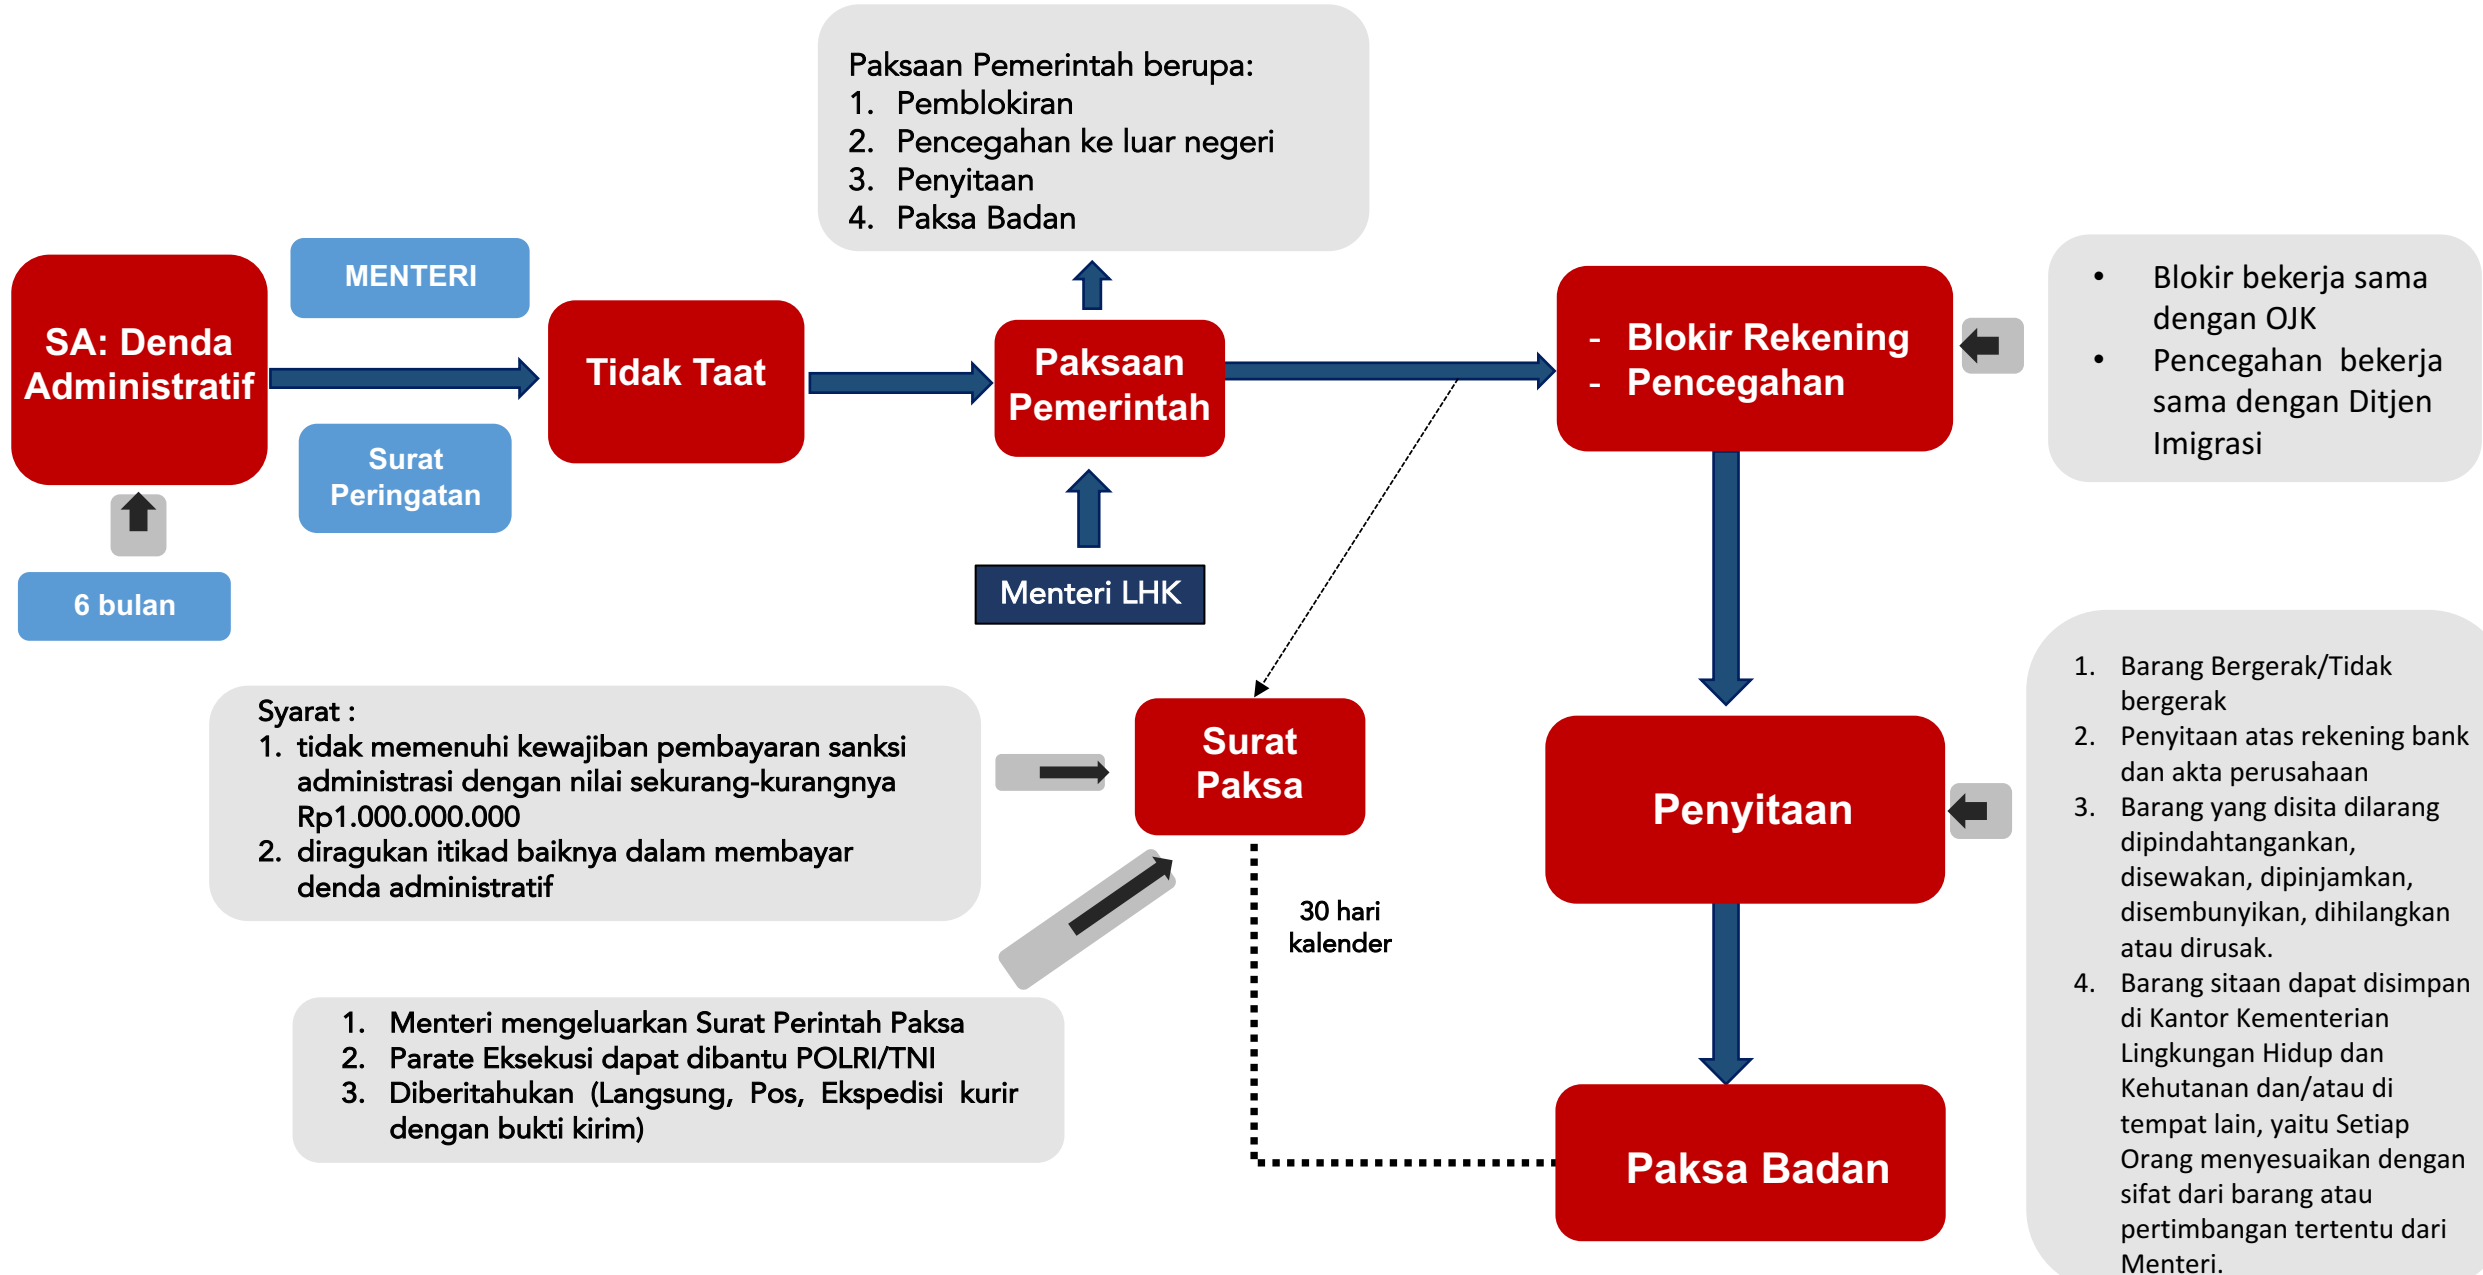 Paksaan Pemerintah berupa:
1. Pemblokiran
2. Pencegahan ke luar negeri
3. Penyitaan
4. Paksa Badan
MENTERI
SA: Denda
Administratif
Surat
Peringatan
6 bulan
Tidak Taat
Paksaan
Pemerintah
Menteri LHK
- Blokir Rekening
- Pencegahan
• Blokir bekerja sama
dengan OJK
• Pencegahan bekerja
sama dengan Ditjen
Imigrasi
Syarat :
1. tidak memenuhi kewajiban pembayaran sanksi
administrasi dengan nilai sekurang-kurangnya
Rp1.000.000.000
2. diragukan itikad baiknya dalam membayar
denda administratif
Surat
Paksa
30 hari
kalender
1. Menteri mengeluarkan Surat Perintah Paksa
2. Parate Eksekusi dapat dibantu POLRI/TNI
3. Diberitahukan (Langsung, Pos, Ekspedisi kurir
dengan bukti kirim)
Penyitaan
Paksa Badan
1. Barang Bergerak/Tidak
bergerak
2. Penyitaan atas rekening bank
dan akta perusahaan
3. Barang yang disita dilarang
dipindahtangankan,
disewakan, dipinjamkan,
disembunyikan, dihilangkan
atau dirusak.
4. Barang sitaan dapat disimpan
di Kantor Kementerian
Lingkungan Hidup dan
Kehutanan dan/atau di
tempat lain, yaitu Setiap
Orang menyesuaikan dengan
sifat dari barang atau
pertimbangan tertentu dari
Menteri.